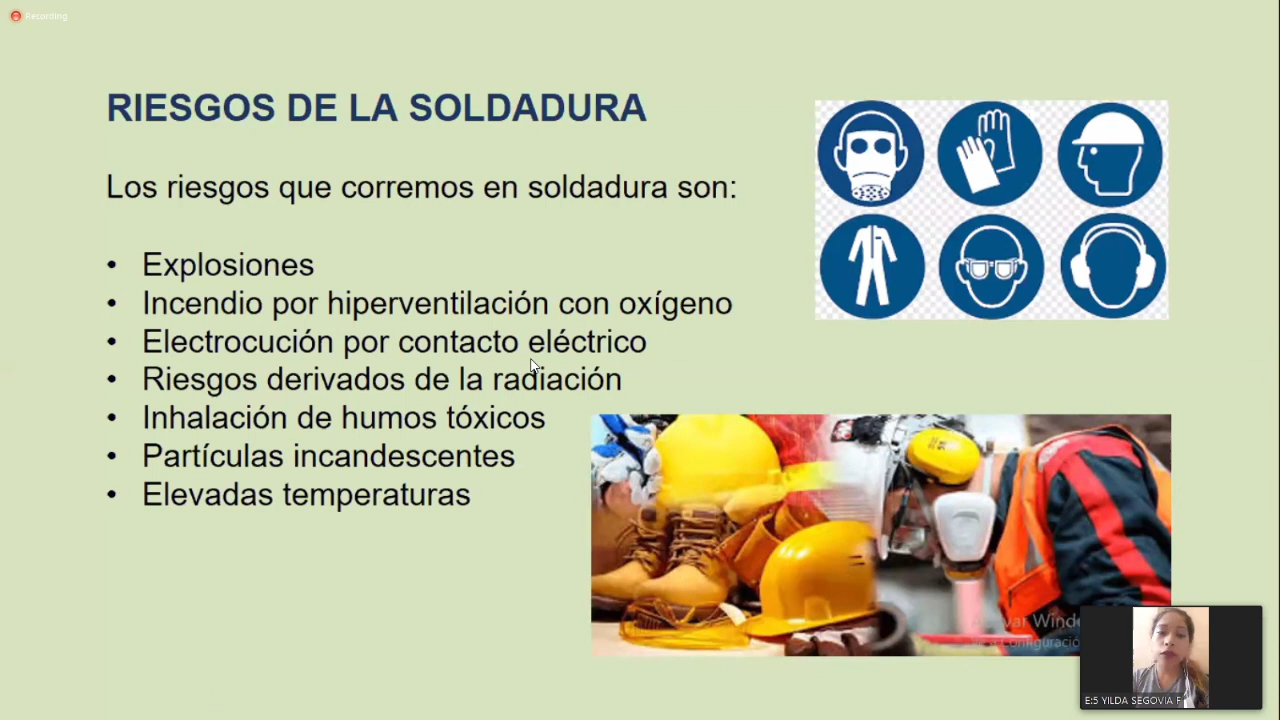 Recording
RIESGOS DE LA SOLDADURA
Los riesgos que corremos en soldadura son:
• Explosiones
• Incendio por hiperventilación con oxígeno
• Electrocución por contacto eléctrico
• Riesgos derivados de la radiación
• Inhalación de humos tóxicos
• Partículas incandescentes
• Elevadas temperaturas
E:5 YILDA SEGOVIA F